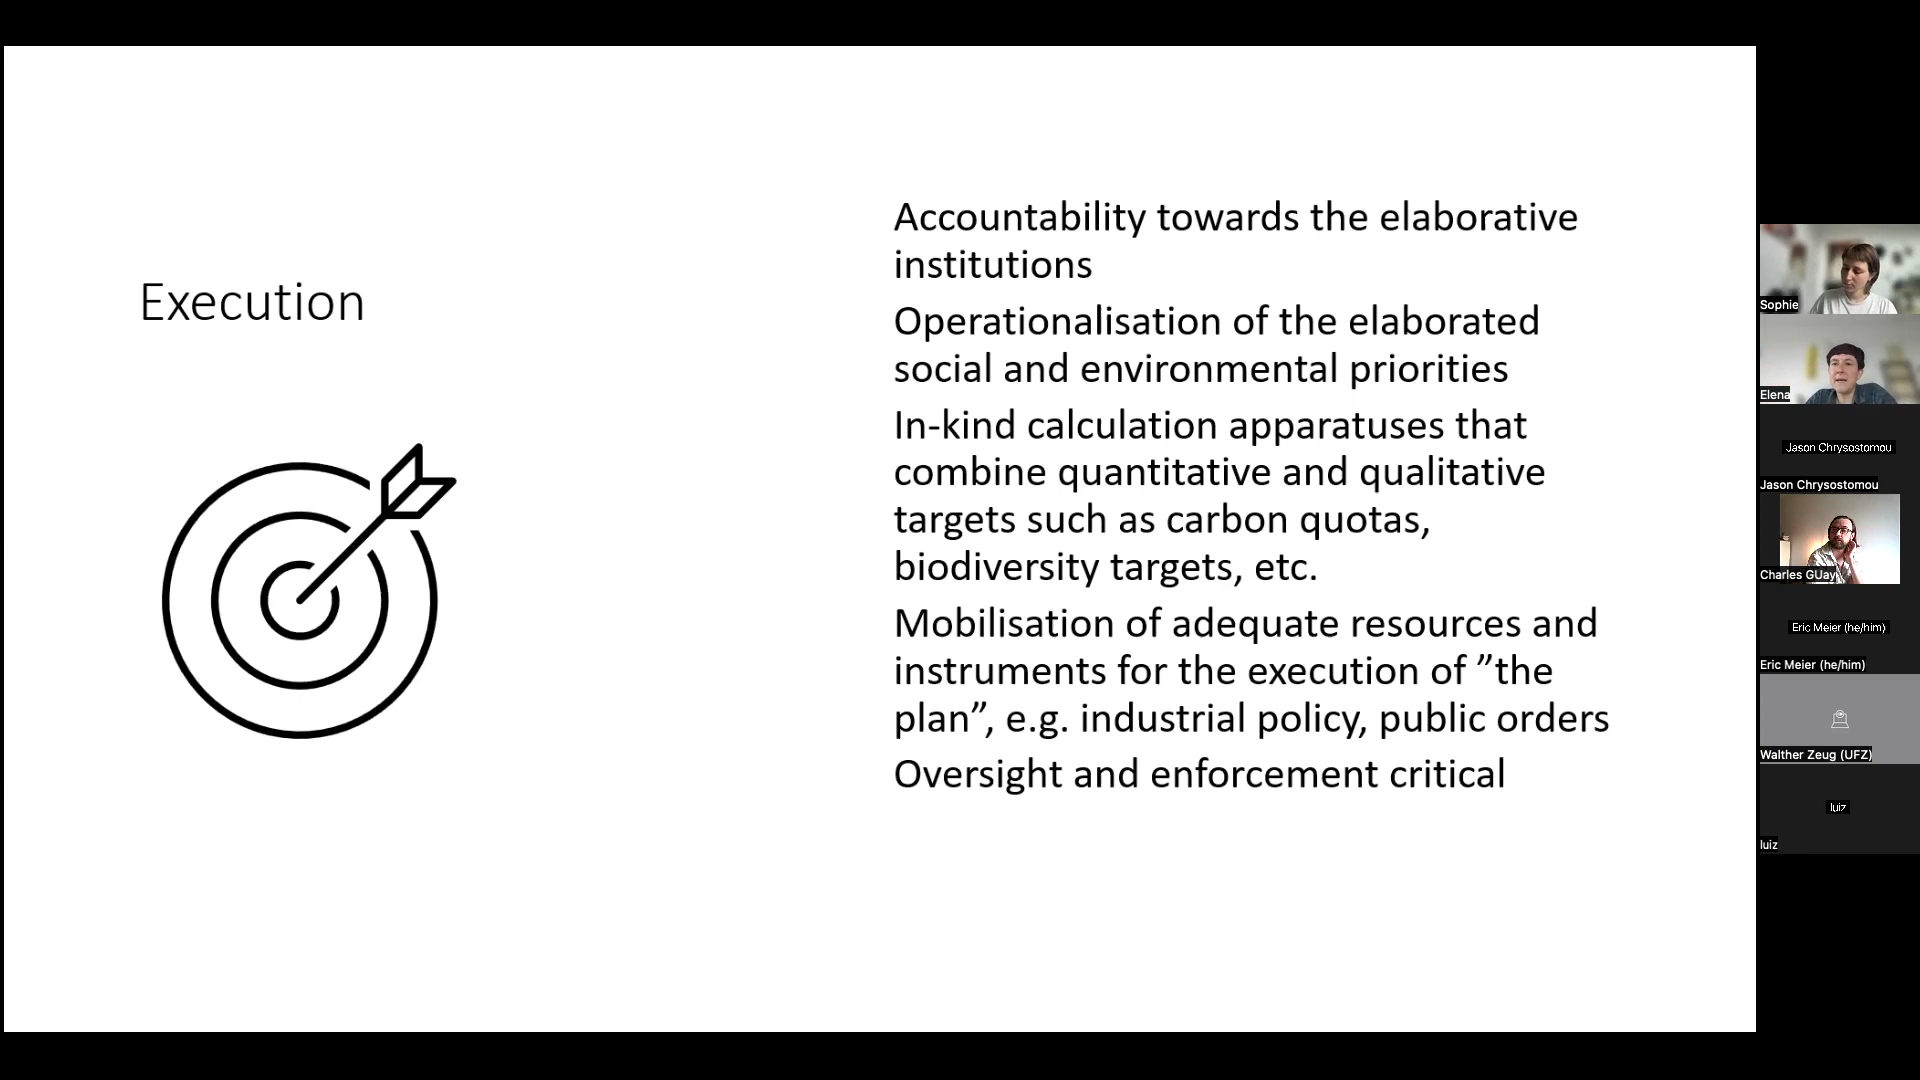 Execution
Accountability towards the elaborative
institutions
Operationalisation of the elaborated
social and environmental priorities
In-kind calculation apparatuses that
combine quantitative and qualitative
targets such as carbon quotas,
biodiversity targets, etc.
Mobilisation of adequate resources and
instruments for the execution of ”the
plan”, e.g. industrial policy, public orders
Oversight and enforcement critical
Sophie
Elena
Jason Chrysostomou
Jason Chrysostomou
Charles GUay
Eric Meier (he/him)
Eric Meier (he/him)
Walther Zeug (UFZ)
luiz
luiz